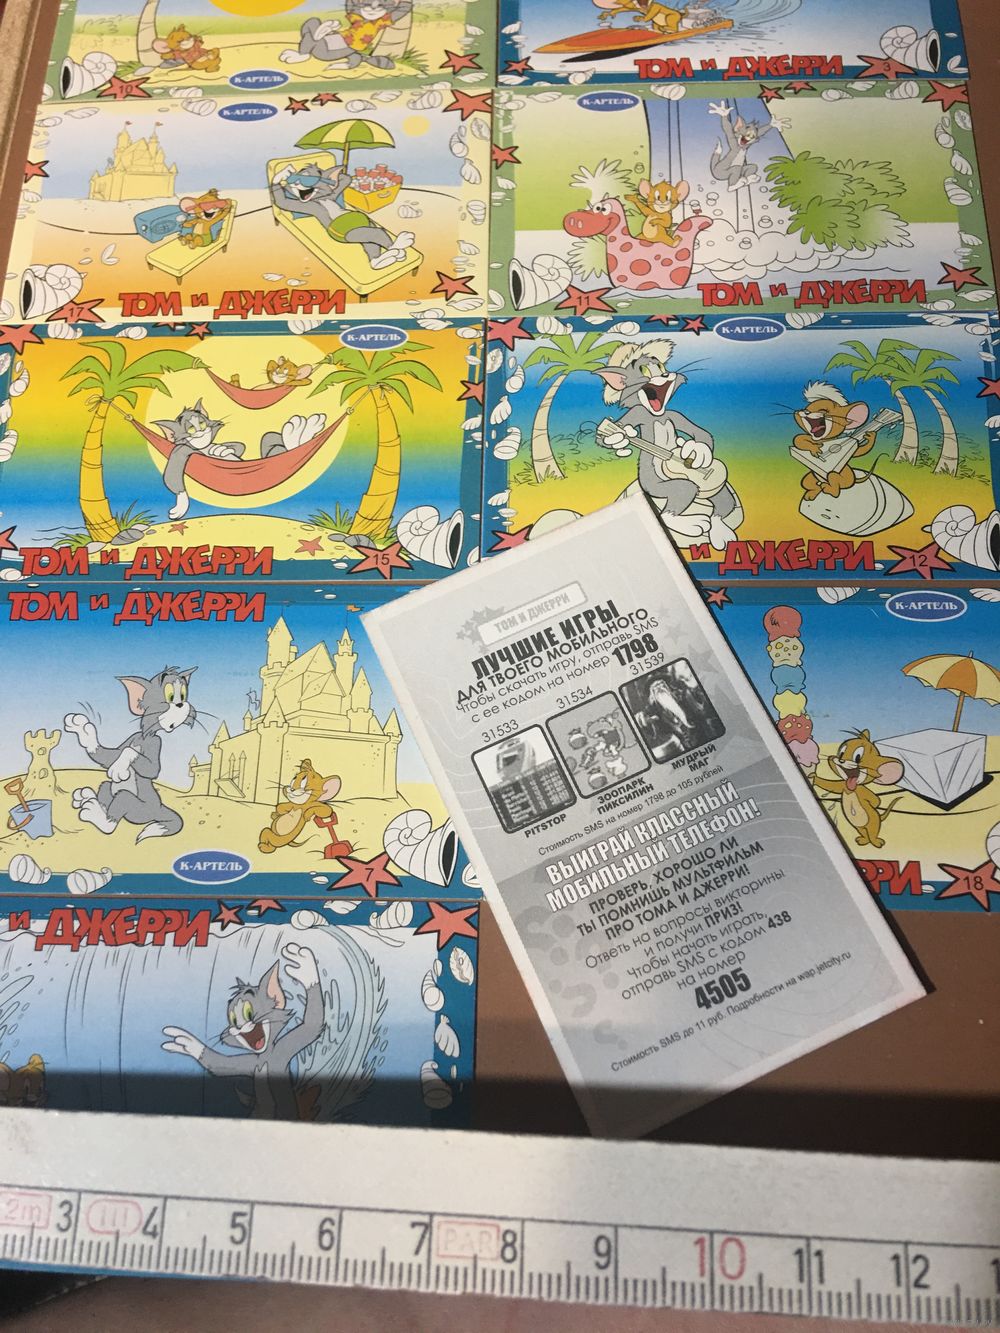 10
К-АРТЕЛЬ
ТОМ И ДЖЕРРИ
3
К-АРТЕЛЬ
17
ТОМ И ДЖЕРРИ
К-АРТЕЛЬ
11
ТОМ И ДЖЕРРИ
К-АРТЕЛЬ
ТОМ И ДЖЕРРИ
15
К-АРТЕЛЬ
И ДЖЕРРИ
12
ТОМ И ДЖЕРРИ
К-АРТЕЛЬ
7
К-АРТЕЛЬ
18
И ДЖЕРРИ
ТОМ И ДЖЕРРИ
ЛУЧШИЕ ИГРЫ
ДЛЯ ТВОЕГО МОБИЛЬНОГО
Чтобы скачать игру, отправь SMS
с ее кодом на номер 1798
31533
31534
31539
PITSTOP
ЗООПАРК
ПИКСИЛИН
МУДРЫЙ
МАГ
Стоимость SMS на номер 1798 до 105 рублей
ВЫИГРАЙ КЛАССНЫЙ
МОБИЛЬНЫЙ ТЕЛЕФОН!
ПРОВЕРЬ, ХОРОШО ЛИ
ТЫ ПОМНИШЬ МУЛЬТФИЛЬМ
ПРО ТОМА И ДЖЕРРИ!
Ответь на вопросы викторины
и получи ПРИЗ!
Чтобы начать играть,
отправь SMS с кодом 438
на номер
4505
Стоимость SMS до 11 руб. Подробности на wap.jetcity.ru
2m 3 III 4 5 6 7 PAR 8 9 10 11 12